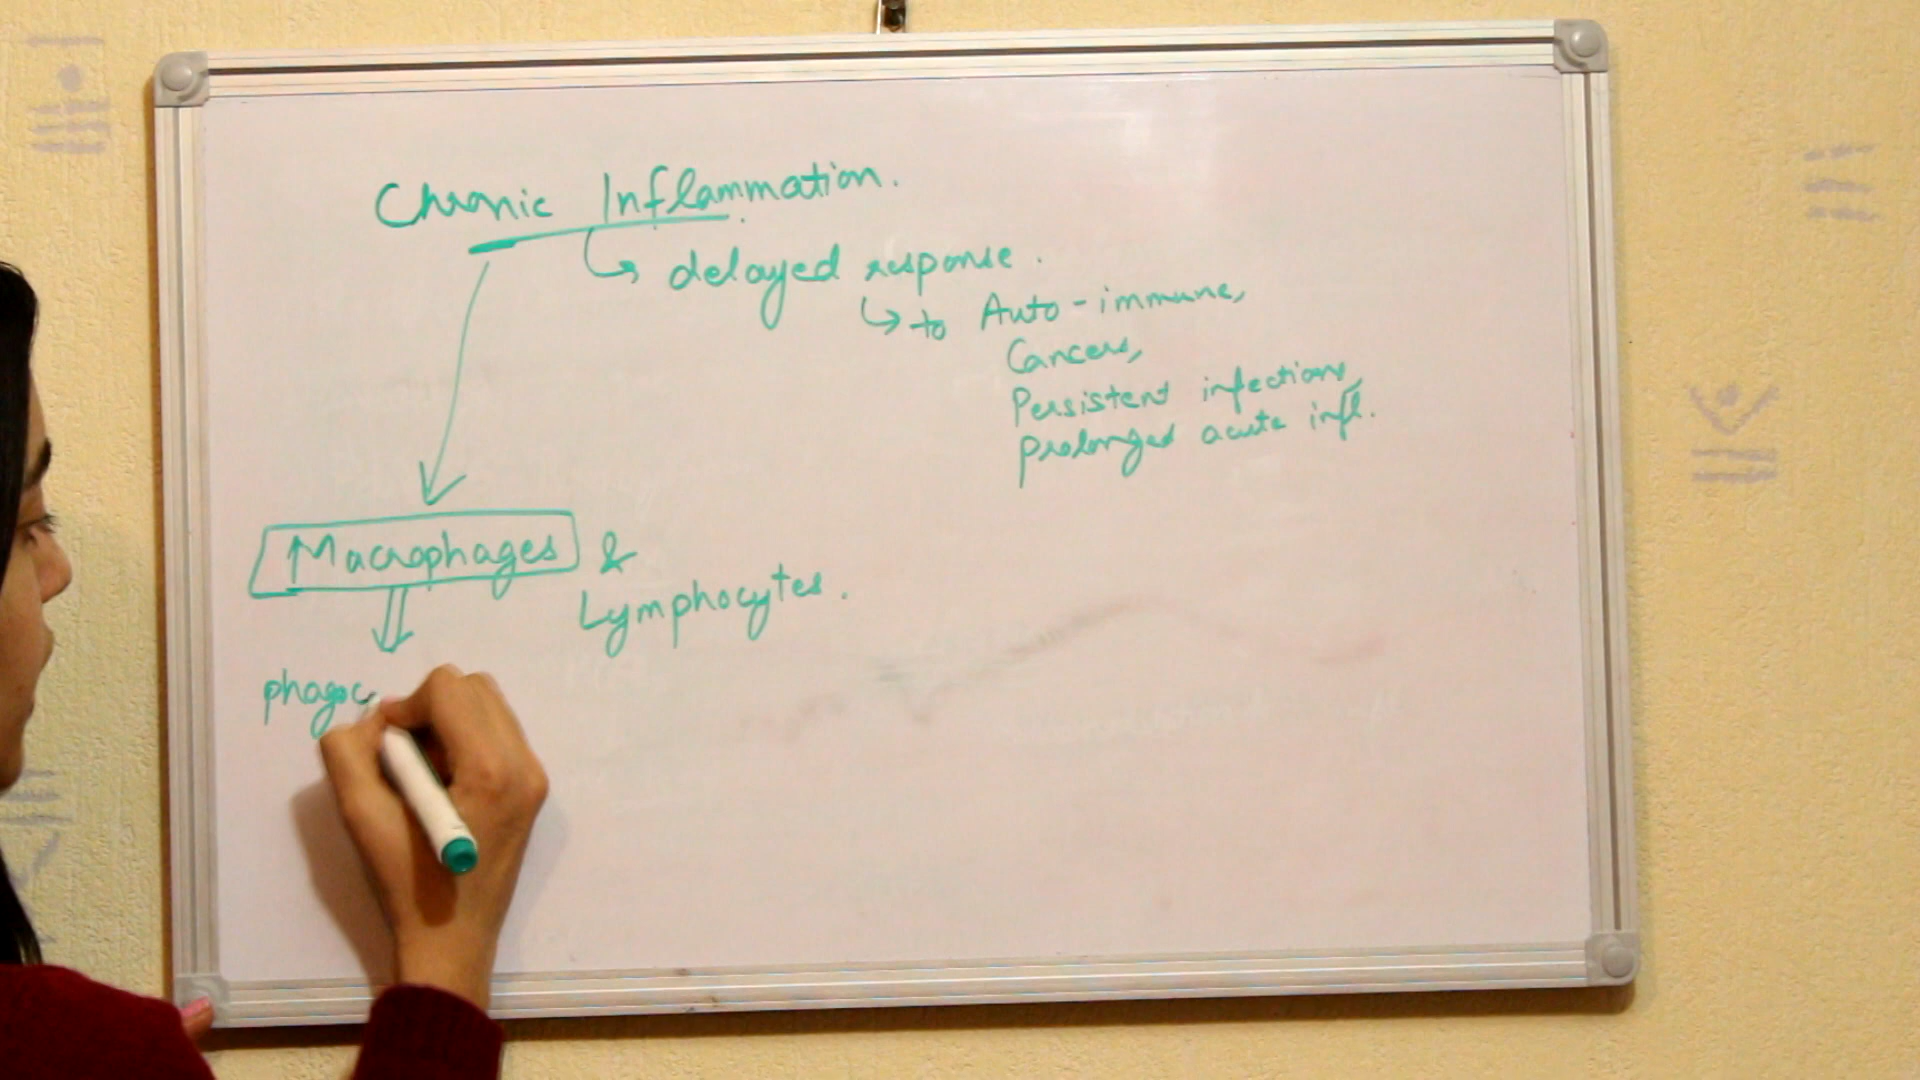 Chronic Inflammation.
↳ delayed response.
↳ to Auto-immune,
Cancers,
Persistent infections,
prolonged acute infl.
Macrophages &
Lymphocytes.
phagoc